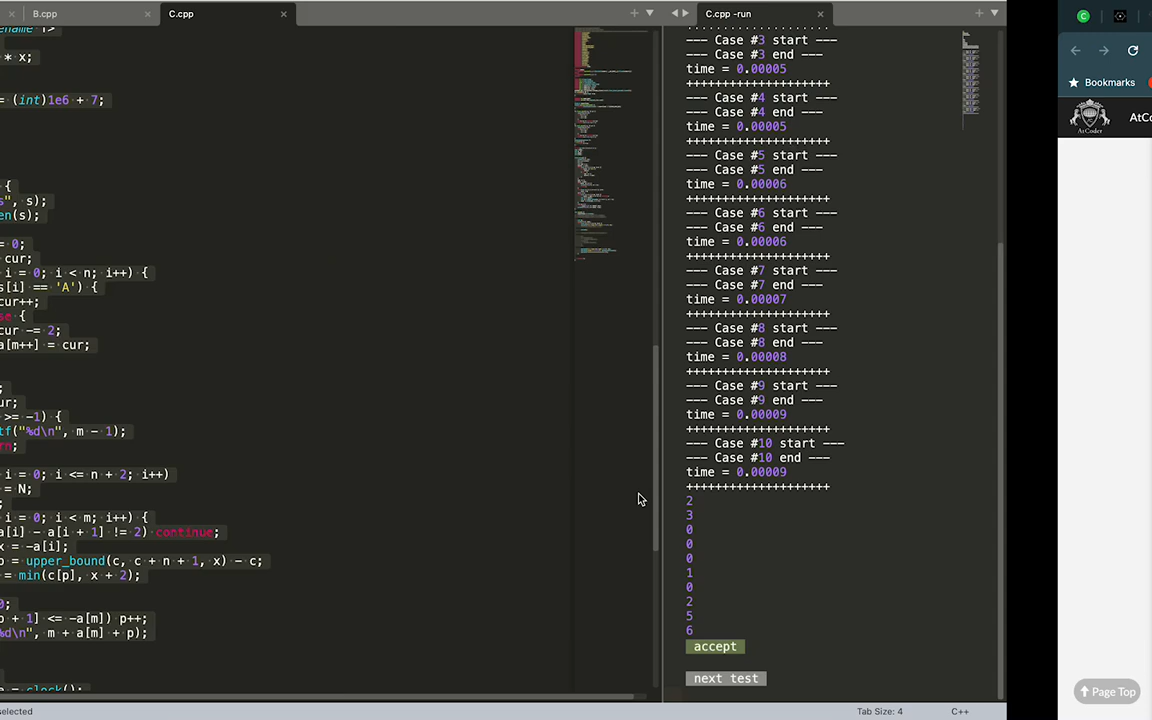 B.cpp
C.cpp
C.cpp -run
* x;
= (int)1e6 + 7;
{
s", s);
en(s);
= 0;
cur;
i = 0; i < n; i++) {
s[i] == 'A') {
cur++;
se {
cur -= 2;
a[m++] = cur;
;
ur;
>= -1) {
tf("%d\n", m - 1);
rn;
i = 0; i <= n + 2; i++)
= N;
;
i = 0; i < m; i++) {
a[i] - a[i + 1] != 2) continue;
x = -a[i];
p = upper_bound(c, c + n + 1, x) - c;
= min(c[p], x + 2);
0;
p + 1] <= -a[m]) p++;
%d\n", m + a[m] + p);
= clock();
selected
+++++++++++++++++++++
--- Case #3 start ---
--- Case #3 end ---
time = 0.00005
++++++++++++++++++++
--- Case #4 start ---
--- Case #4 end ---
time = 0.00005
++++++++++++++++++++
--- Case #5 start ---
--- Case #5 end ---
time = 0.00006
++++++++++++++++++++
--- Case #6 start ---
--- Case #6 end ---
time = 0.00006
++++++++++++++++++++
--- Case #7 start ---
--- Case #7 end ---
time = 0.00007
++++++++++++++++++++
--- Case #8 start ---
--- Case #8 end ---
time = 0.00008
++++++++++++++++++++
--- Case #9 start ---
--- Case #9 end ---
time = 0.00009
++++++++++++++++++++
--- Case #10 start ---
--- Case #10 end ---
time = 0.00009
++++++++++++++++++++
2
3
0
0
0
1
0
2
5
6
accept
next test
Tab Size: 4
C++
Bookmarks
AtCoder
AtCo
Page Top